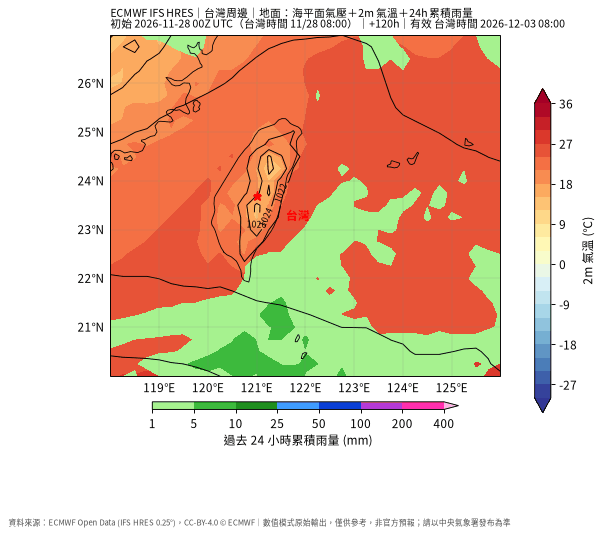 ECMWF IFS HRES｜台灣周邊｜地面：海平面氣壓＋2m 氣溫＋24h 累積雨量
初始 2026-11-28 00Z UTC（台灣時間 11/28 08:00）｜+120h｜有效 台灣時間 2026-12-03 08:00
26°N
25°N
24°N
23°N
22°N
21°N
119°E 120°E 121°E 122°E 123°E 124°E 125°E
1022
1024
1026
台灣
36
27
18
9
0
-9
-18
-27
2m 氣溫 (°C)
1 5 10 25 50 100 200 400
過去 24 小時累積雨量 (mm)
資料來源：ECMWF Open Data (IFS HRES 0.25°)，CC-BY-4.0 © ECMWF｜數值模式原始輸出，僅供參考，非官方預報；請以中央氣象署發布為準